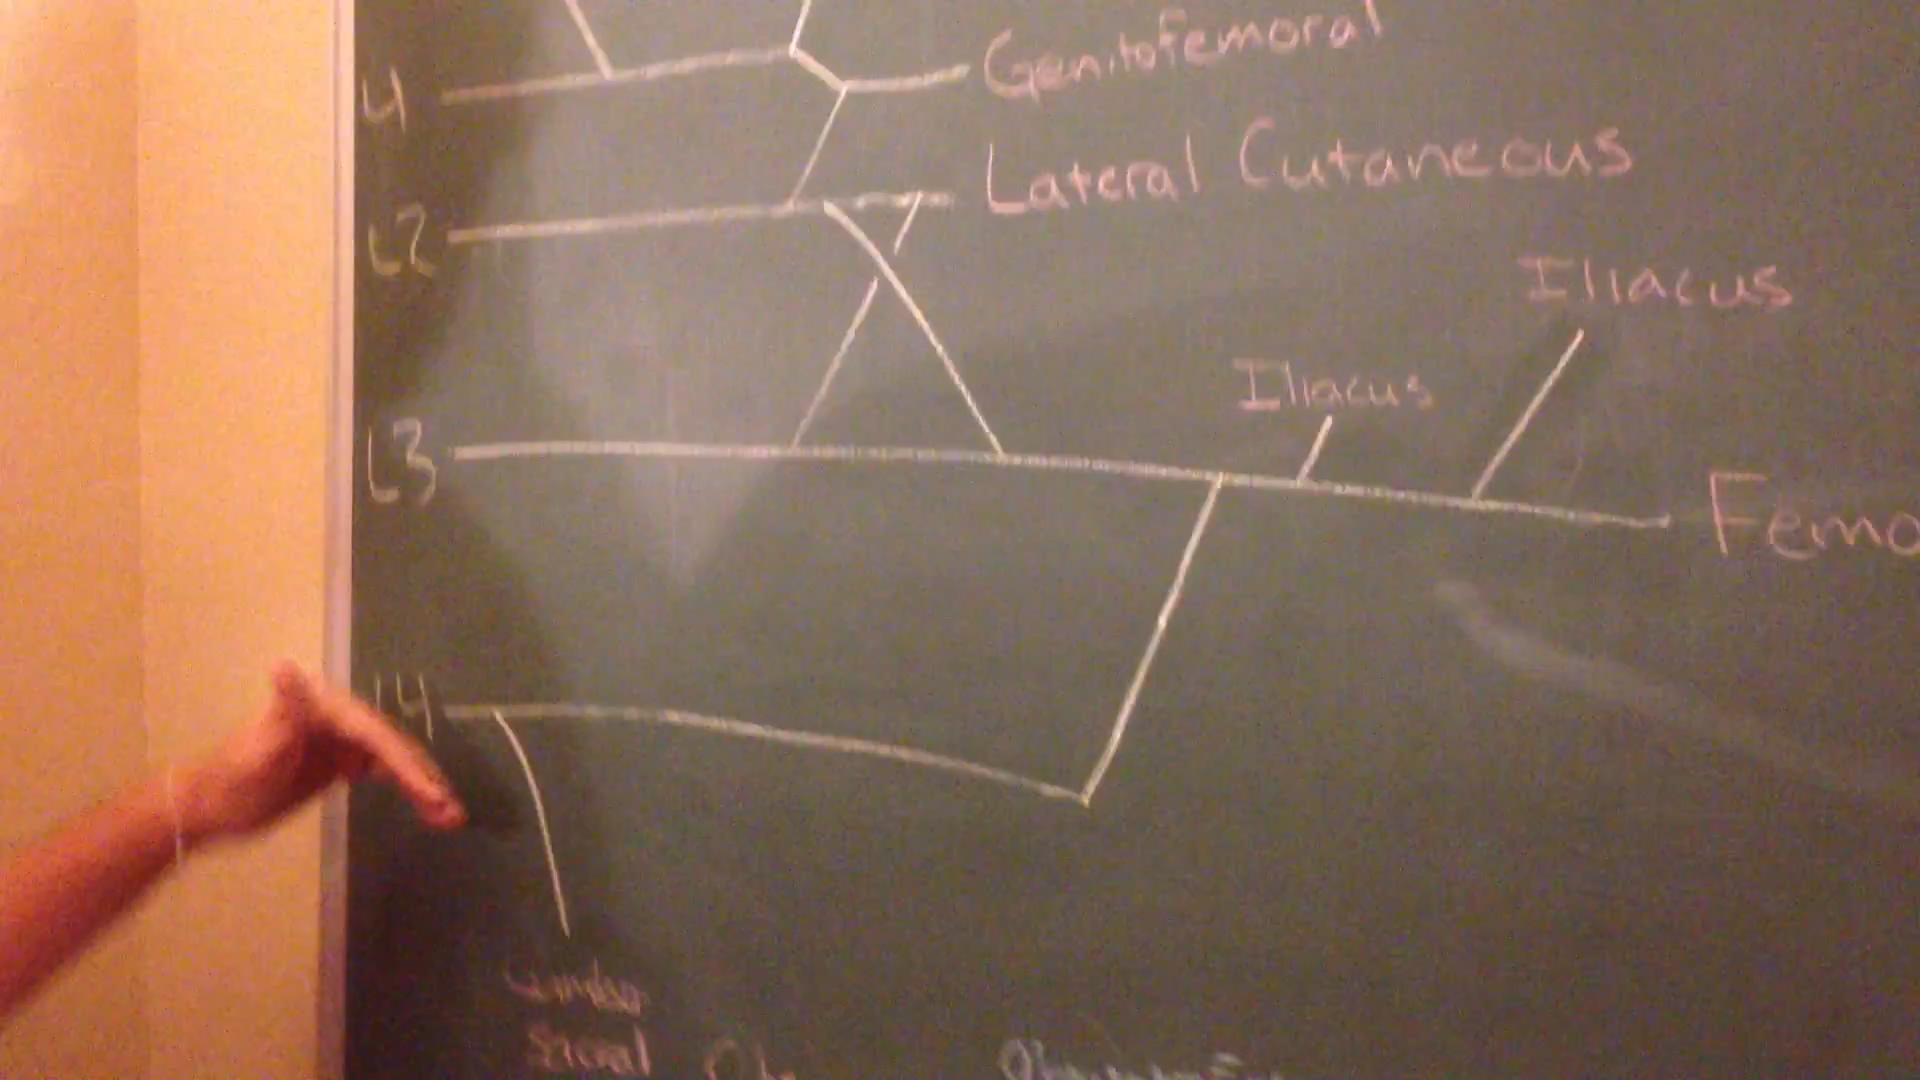 L1
Genitofemoral
L2
Lateral Cutaneous
Iliacus
Iliacus
L3
Femo
L4
Lumbo
Sacral